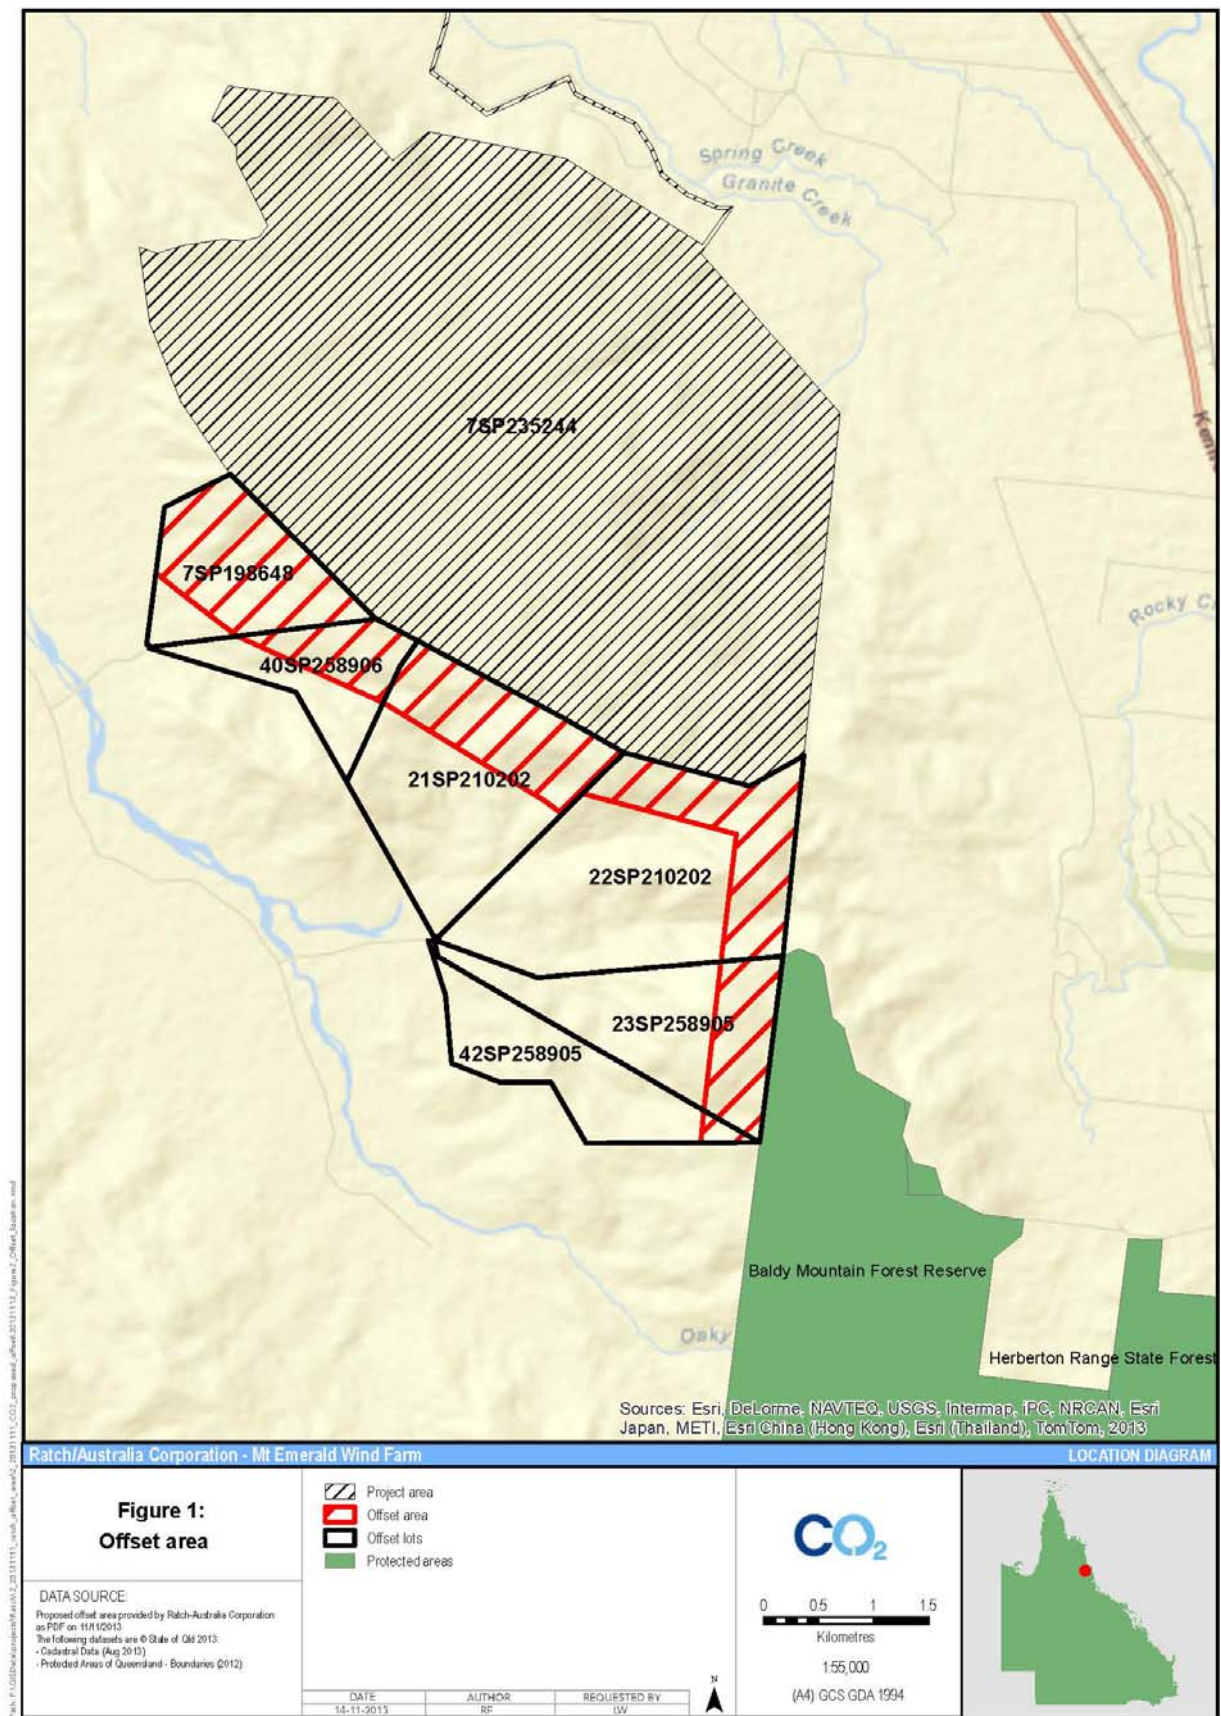 Spring Creek
Granite Creek
7SP235244
7SP198648
Rocky
40SP258906
21SP210202
22SP210202
23SP258905
42SP258905
Baldy Mountain Forest Reserve
Oaky
Herberton Range State Forest
Sources: Esri, DeLorme, NAVTEQ, USGS, Intermap, iPC, NRCAN, Esri
Japan, METI, Esri China (Hong Kong), Esri (Thailand), TomTom, 2013
Ratch/Australia Corporation - Mt Emerald Wind Farm
LOCATION DIAGRAM
Figure 1:
Offset area
DATA SOURCE:
Proposed offset area provided by Ratch-Australia Corporation
as PDF on 11/11/2013
The following datasets are © State of Qld 2013:
- Cadastral Data (Aug 2013)
- Protected Areas of Queensland - Boundaries (2012)
Project area
Offset area
Offset lots
Protected areas
DATE AUTHOR REQUESTED BY
14-11-2013 RF LW
N
CO2
0 0.5 1 1.5
Kilometres
1:55,000
(A4) GCS GDA 1994